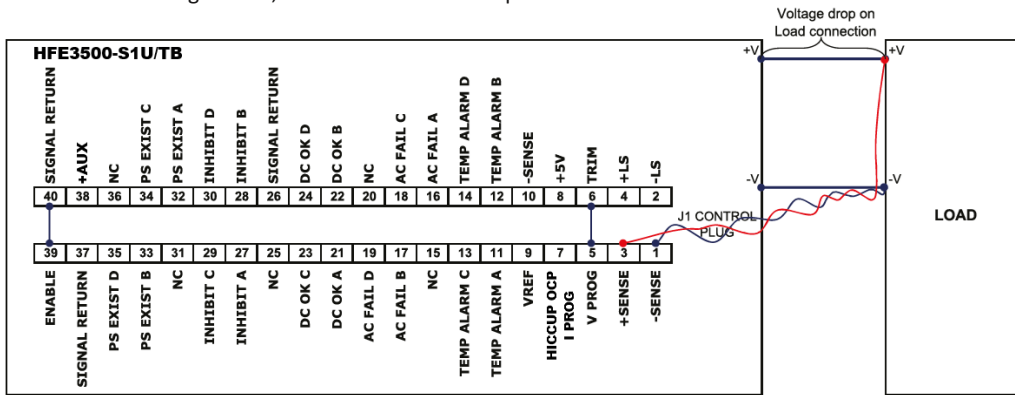 Voltage drop on
Load connection
HFE3500-S1U/TB
+V
+V
SIGNAL RETURN
+AUX
NC
PS EXIST C
PS EXIST A
INHIBIT D
INHIBIT B
SIGNAL RETURN
DC OK D
DC OK B
NC
AC FAIL C
AC FAIL A
TEMP ALARM D
TEMP ALARM B
-SENSE
+5V
TRIM
+LS
-LS
40 38 36 34 32 30 28 26 24 22 20 18 16 14 12 10 8 6 4 2
-V
-V
J1 CONTROL
PLUG
LOAD
39 37 35 33 31 29 27 25 23 21 19 17 15 13 11 9 7 5 3 1
ENABLE
SIGNAL RETURN
PS EXIST D
PS EXIST B
NC
INHIBIT C
INHIBIT A
NC
DC OK C
DC OK A
AC FAIL D
AC FAIL B
NC
TEMP ALARM C
TEMP ALARM A
VREF
HICCUP OCP
I PROG
V PROG
+SENSE
-SENSE